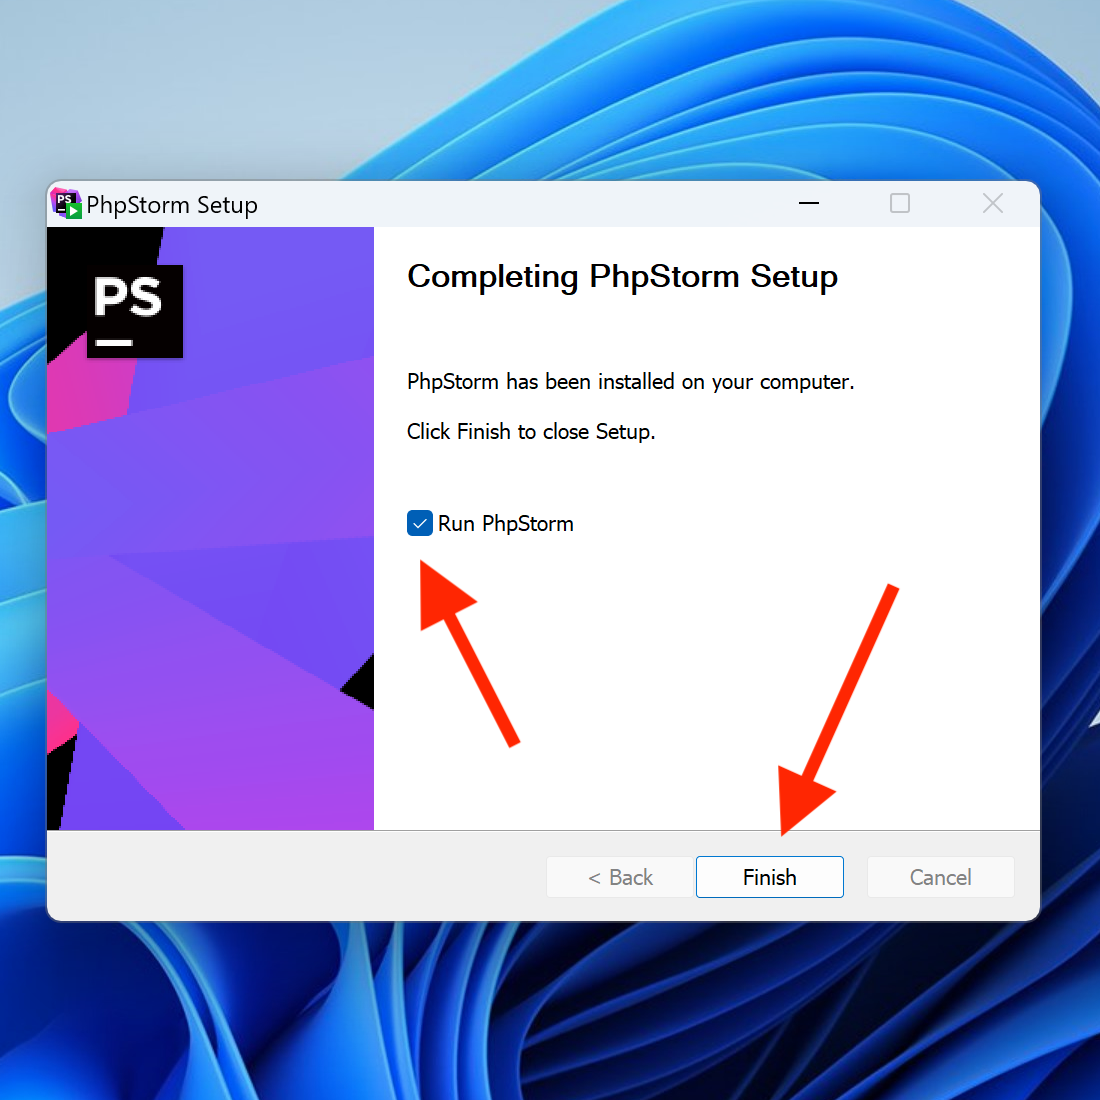 PS
PhpStorm Setup
PS
Completing PhpStorm Setup
PhpStorm has been installed on your computer.
Click Finish to close Setup.
Run PhpStorm
< Back
Finish
Cancel